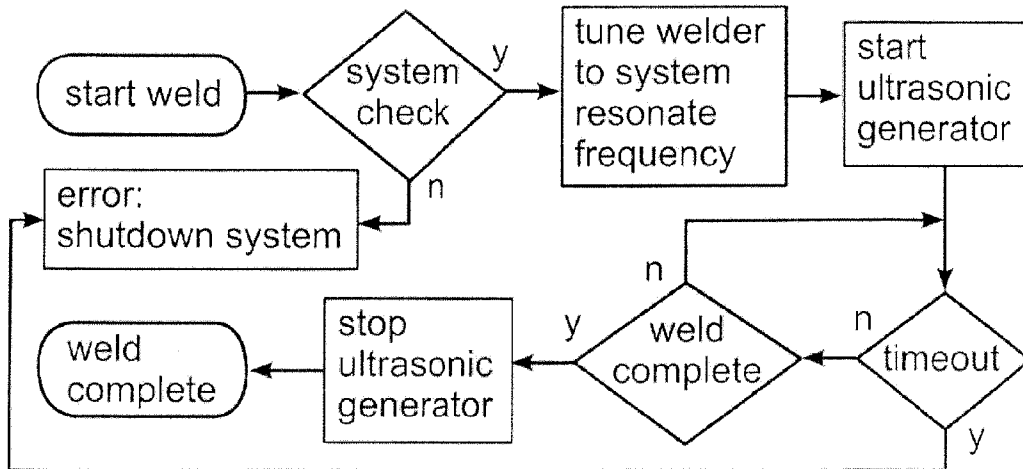 start weld
system
check
y
n
tune welder
to system
resonate
frequency
start
ultrasonic
generator
error:
shutdown system
timeout
n
y
weld
complete
n
y
stop
ultrasonic
generator
weld
complete